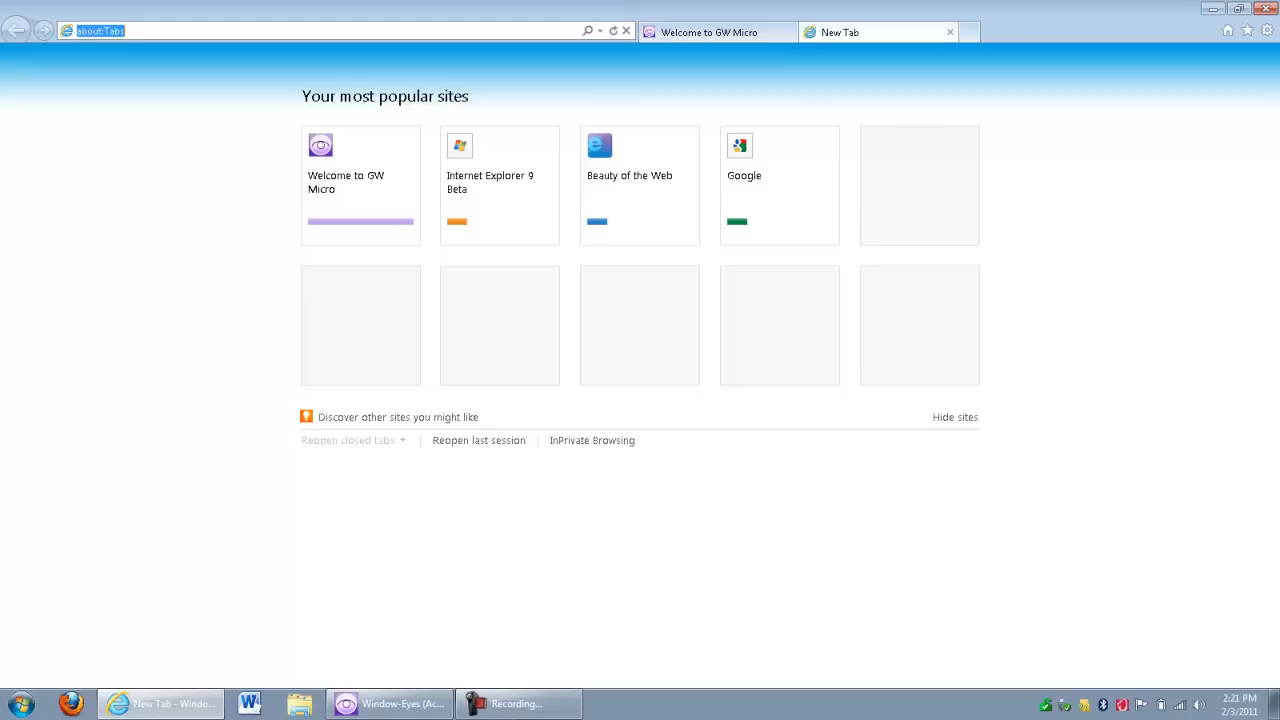 about:Tabs
Welcome to GW Micro
New Tab
Your most popular sites
Welcome to GW
Micro
Internet Explorer 9
Beta
Beauty of the Web
Google
Discover other sites you might like
Hide sites
Reopen closed tabs
Reopen last session
InPrivate Browsing
New Tab - Windo...
Window-Eyes (Ac...
Recording...
2:21 PM
2/3/2011